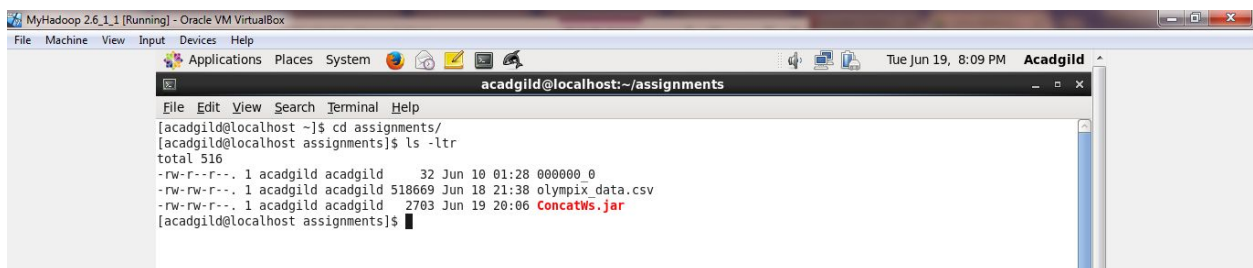 MyHadoop 2.6_1_1 [Running] - Oracle VM VirtualBox
File Machine View Input Devices Help
Applications Places System Tue Jun 19, 8:09 PM Acadgild
acadgild@localhost:~/assignments
File Edit View Search Terminal Help
[acadgild@localhost ~]$ cd assignments/
[acadgild@localhost assignments]$ ls -ltr
total 516
-rw-r--r--. 1 acadgild acadgild     32 Jun 10 01:28 000000_0
-rw-rw-r--. 1 acadgild acadgild 518669 Jun 18 21:38 olympix_data.csv
-rw-rw-r--. 1 acadgild acadgild   2703 Jun 19 20:06 ConcatWs.jar
[acadgild@localhost assignments]$